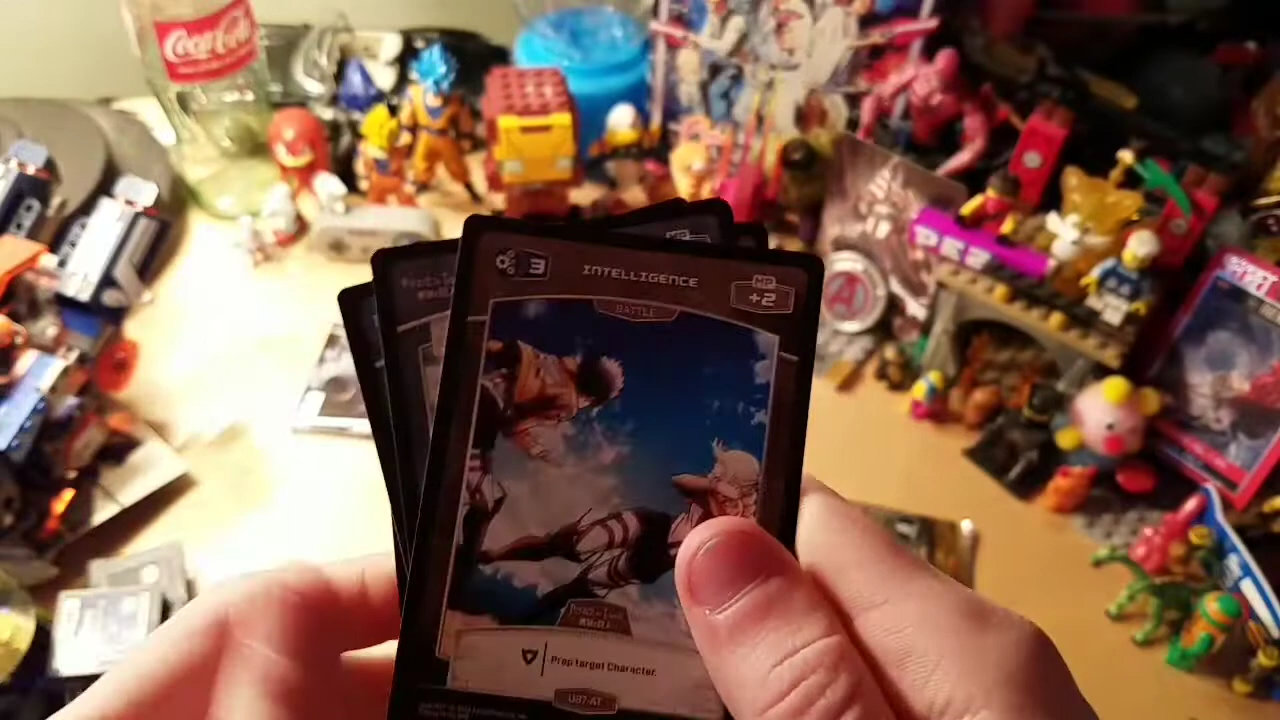 Coca-Cola
3
INTELLIGENCE
HP
+2
BATTLE
PEZ
Prep target Character.
U87-AT